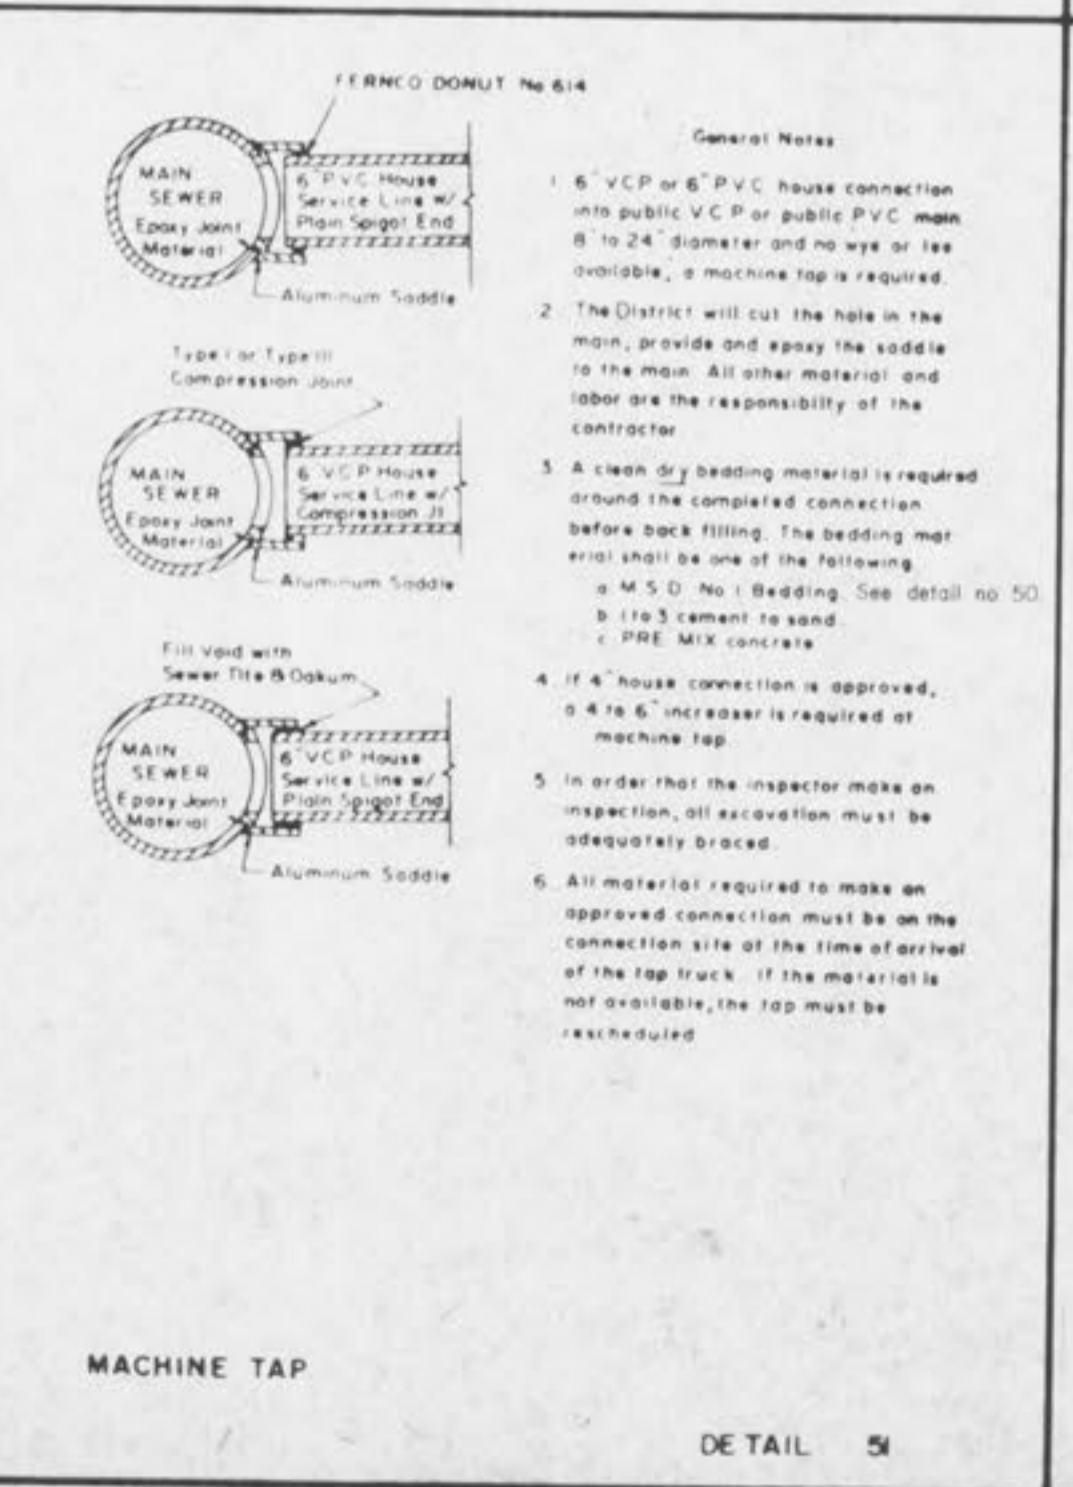 FERNCO DONUT No 614
MAIN
SEWER
Epoxy Joint
Material
6" PVC House
Service Line w/
Plain Spigot End
Aluminum Saddle
Type I or Type III
Compression Joint
MAIN
SEWER
Epoxy Joint
Material
6 VCP House
Service Line w/
Compression Jt
Aluminum Saddle
Fill Void with
Sewer Tite & Oakum
MAIN
SEWER
Epoxy Joint
Material
6" VCP House
Service Line w/
Plain Spigot End
Aluminum Saddle
General Notes
1 6" VCP or 6" PVC house connection
into public VCP or public PVC main
8" to 24" diameter and no wye or tee
available, a machine tap is required.
2 The District will cut the hole in the
main, provide and epoxy the saddle
to the main. All other material and
labor are the responsibilty of the
contractor
3 A clean dry bedding material is required
around the completed connection
before back filling. The bedding mat
erial shall be one of the following
a M S D No 1 Bedding. See detail no 50.
b 1 to 3 cement to sand.
c PRE MIX concrete
4 If 4" house connection is approved,
a 4 to 6" increaser is required at
machine tap
5 In order that the inspector make an
inspection, all excavation must be
adequately braced.
6 All material required to make an
approved connection must be on the
connection site at the time of arrival
of the tap truck. If the material is
not available, the tap must be
rescheduled
MACHINE TAP
DETAIL 51